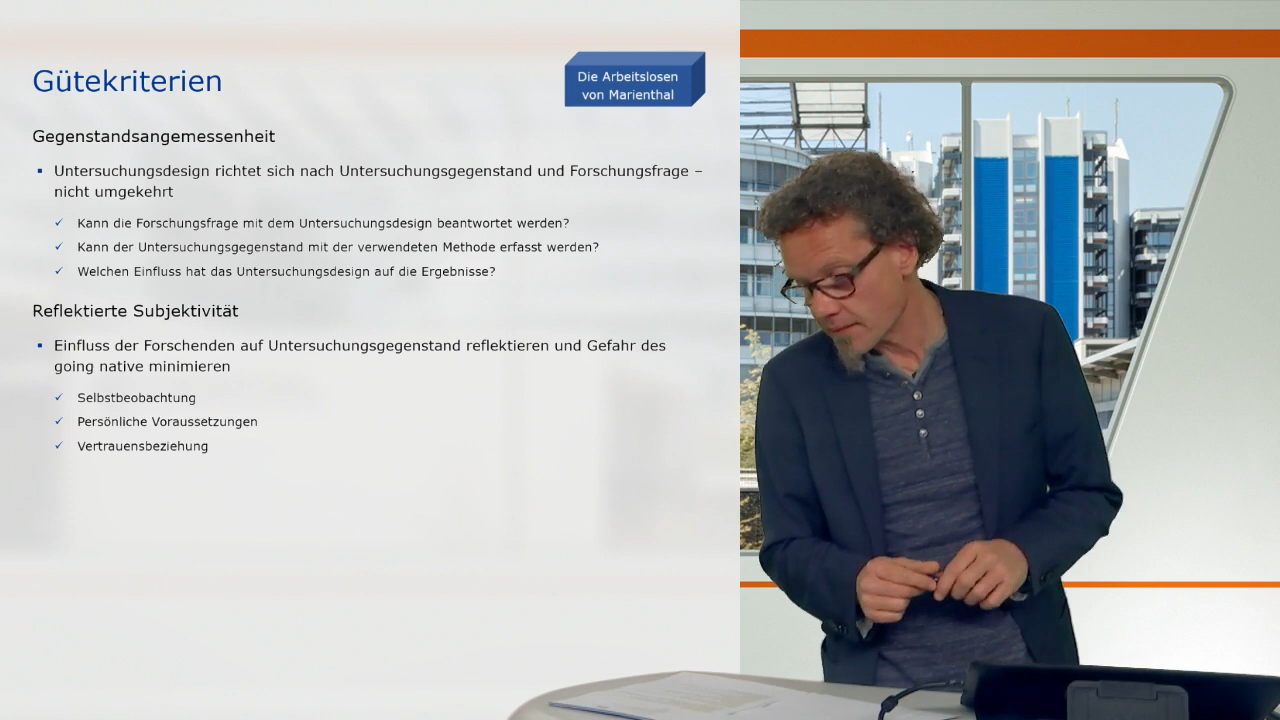 Gütekriterien
Die Arbeitslosen
von Marienthal
Gegenstandsangemessenheit
▪ Untersuchungsdesign richtet sich nach Untersuchungsgegenstand und Forschungsfrage –
nicht umgekehrt
✓ Kann die Forschungsfrage mit dem Untersuchungsdesign beantwortet werden?
✓ Kann der Untersuchungsgegenstand mit der verwendeten Methode erfasst werden?
✓ Welchen Einfluss hat das Untersuchungsdesign auf die Ergebnisse?
Reflektierte Subjektivität
▪ Einfluss der Forschenden auf Untersuchungsgegenstand reflektieren und Gefahr des
going native minimieren
✓ Selbstbeobachtung
✓ Persönliche Voraussetzungen
✓ Vertrauensbeziehung